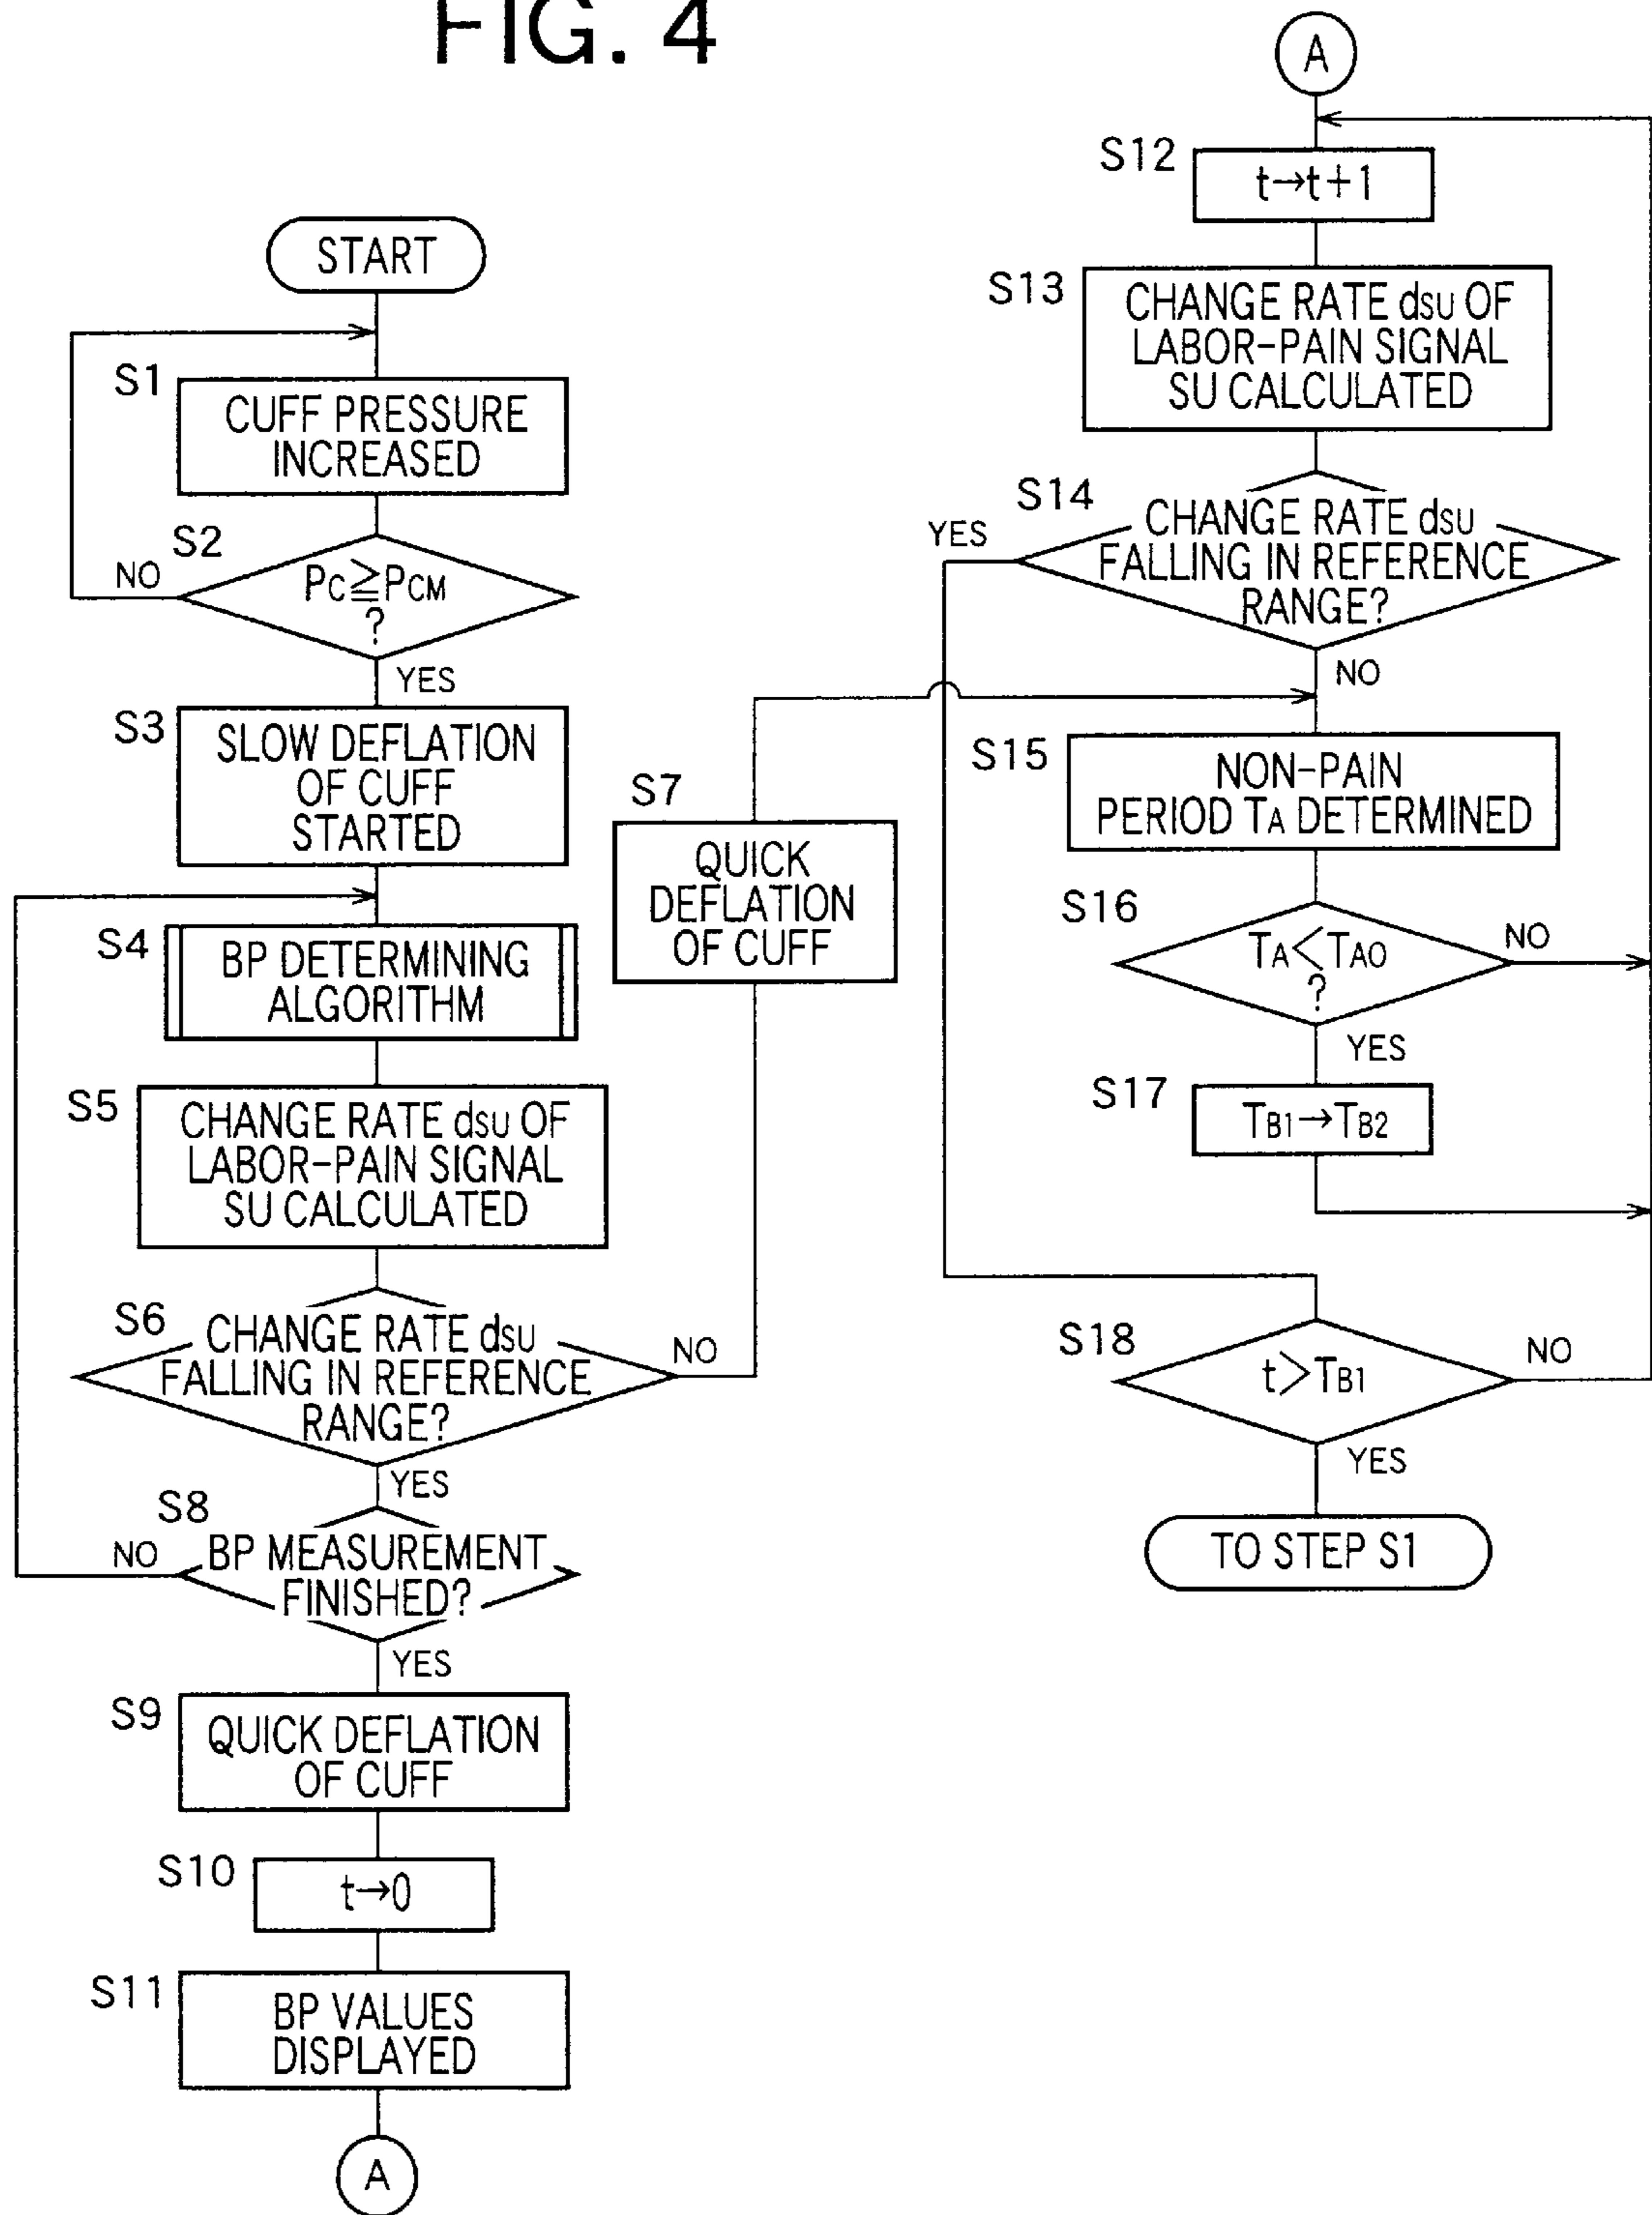 FIG. 4
START
S1
CUFF PRESSURE
INCREASED
S2
PC≧PCM
?
NO
YES
S3
SLOW DEFLATION
OF CUFF
STARTED
S4
BP DETERMINING
ALGORITHM
S5
CHANGE RATE dSU OF
LABOR-PAIN SIGNAL
SU CALCULATED
S6
CHANGE RATE dSU
FALLING IN REFERENCE
RANGE?
NO
YES
S7
QUICK
DEFLATION
OF CUFF
S8
BP MEASUREMENT
FINISHED?
NO
YES
S9
QUICK DEFLATION
OF CUFF
S10
t→0
S11
BP VALUES
DISPLAYED
A
A
S12
t→t+1
S13
CHANGE RATE dSU OF
LABOR-PAIN SIGNAL
SU CALCULATED
S14
CHANGE RATE dSU
FALLING IN REFERENCE
RANGE?
YES
NO
S15
NON-PAIN
PERIOD TA DETERMINED
S16
TA<TAO
?
NO
YES
S17
TB1→TB2
S18
t>TB1
NO
YES
TO STEP S1